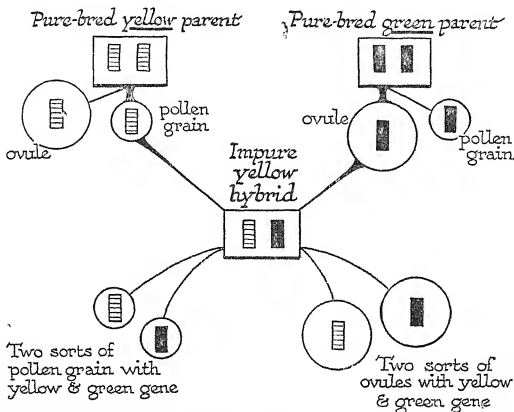 Pure-bred yellow parent
Pure-bred green parent
ovule
pollen
grain
ovule
pollen
grain
Impure
yellow
hybrid
Two sorts of
pollen grain with
yellow & green gene
Two sorts of
ovules with yellow
& green gene